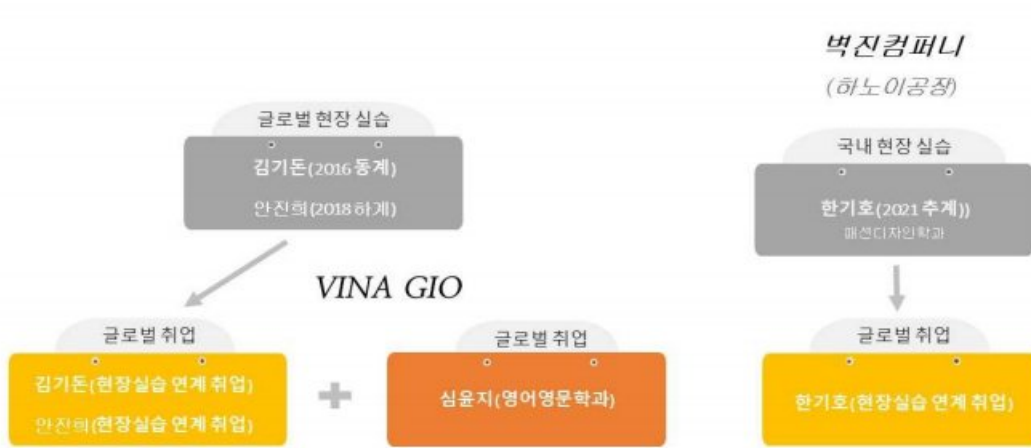 벽진컴퍼니
(하노이공장)
글로벌 현장 실습
김기돈(2016 동계)
안진희(2018 하계)
국내 현장 실습
한기호(2021 추계))
패션디자인학과
VINA GIO
글로벌 취업
김기돈(현장실습 연계 취업)
안진희(현장실습 연계 취업)
글로벌 취업
심윤지(영어영문학과)
글로벌 취업
한기호(현장실습 연계 취업)